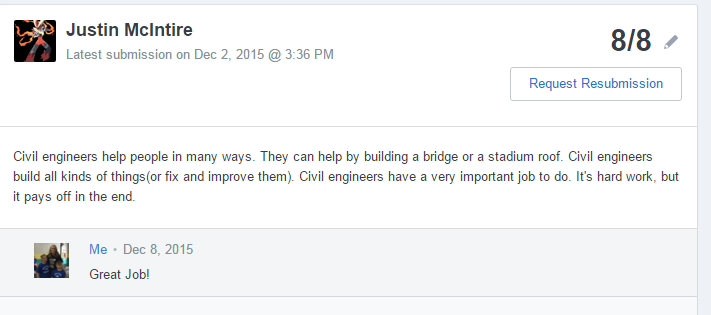 Justin McIntire
8/8
Latest submission on Dec 2, 2015 @ 3:36 PM
Request Resubmission
Civil engineers help people in many ways. They can help by building a bridge or a stadium roof. Civil engineers
build all kinds of things(or fix and improve them). Civil engineers have a very important job to do. It's hard work, but
it pays off in the end.
Me • Dec 8, 2015
Great Job!